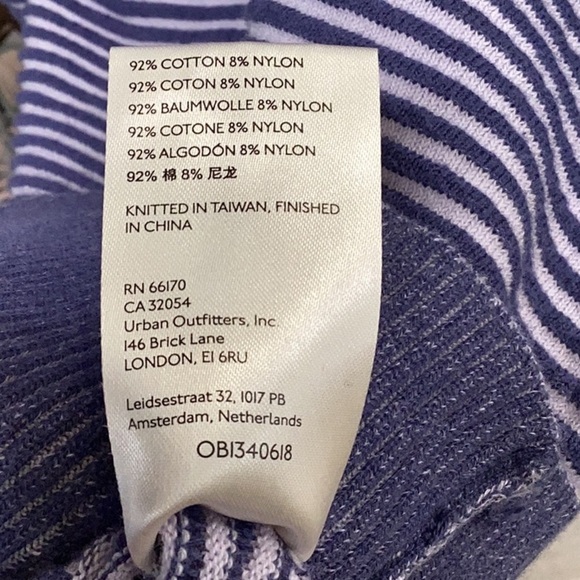 92% COTTON 8% NYLON
92% COTON 8% NYLON
92% BAUMWOLLE 8% NYLON
92% COTONE 8% NYLON
92% ALGODÓN 8% NYLON
92% 棉 8% 尼龙
KNITTED IN TAIWAN, FINISHED
IN CHINA
RN 66170
CA 32054
Urban Outfitters, Inc
146 Brick Lane
LONDON, E1 6RU
Leidsestraat 32, 1017 PB
Amsterdam, Netherlands
OB1340618